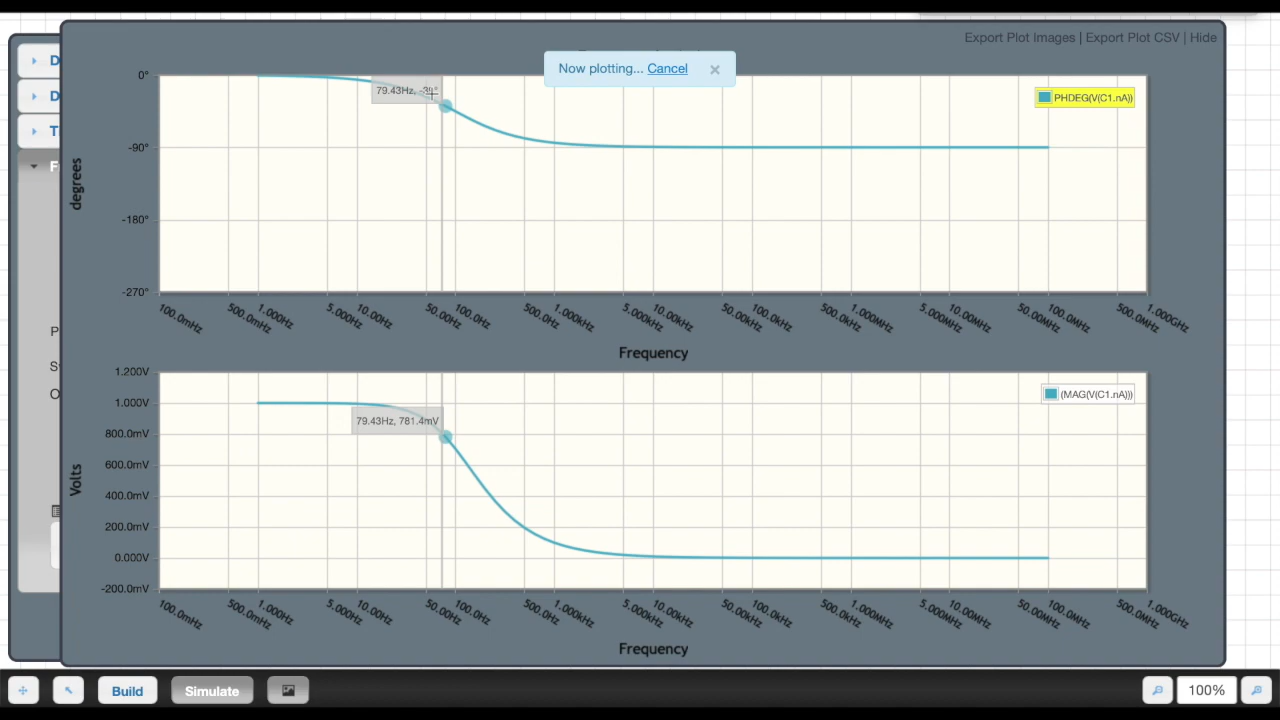 Export Plot Images | Export Plot CSV | Hide
Now plotting... Cancel ×
D
D
T
F
P
O
degrees
0°
-90°
-180°
-270°
PHDEG(V(C1.nA))
100.0mHz 500.0mHz 1.000Hz 5.000Hz 10.00Hz 50.00Hz 100.0Hz 500.0Hz 1.000kHz 5.000kHz 10.00kHz 50.00kHz 100.0kHz 500.0kHz 1.000MHz 5.000MHz 10.00MHz 50.00MHz 100.0MHz 500.0MHz 1.000GHz
Frequency
Volts
1.200V
1.000V
800.0mV
600.0mV
400.0mV
200.0mV
0.000V
-200.0mV
(MAG(V(C1.nA)))
79.43Hz, 781.4mV
79.43Hz,
100.0mHz 500.0mHz 1.000Hz 5.000Hz 10.00Hz 50.00Hz 100.0Hz 500.0Hz 1.000kHz 5.000kHz 10.00kHz 50.00kHz 100.0kHz 500.0kHz 1.000MHz 5.000MHz 10.00MHz 50.00MHz 100.0MHz 500.0MHz 1.000GHz
Frequency
Build
Simulate
100%